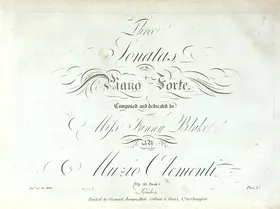 Three
Sonatas
Piano Forte.
Composed and dedicated to
Miss Fanny Blake
BY
Muzio Clementi.
London,